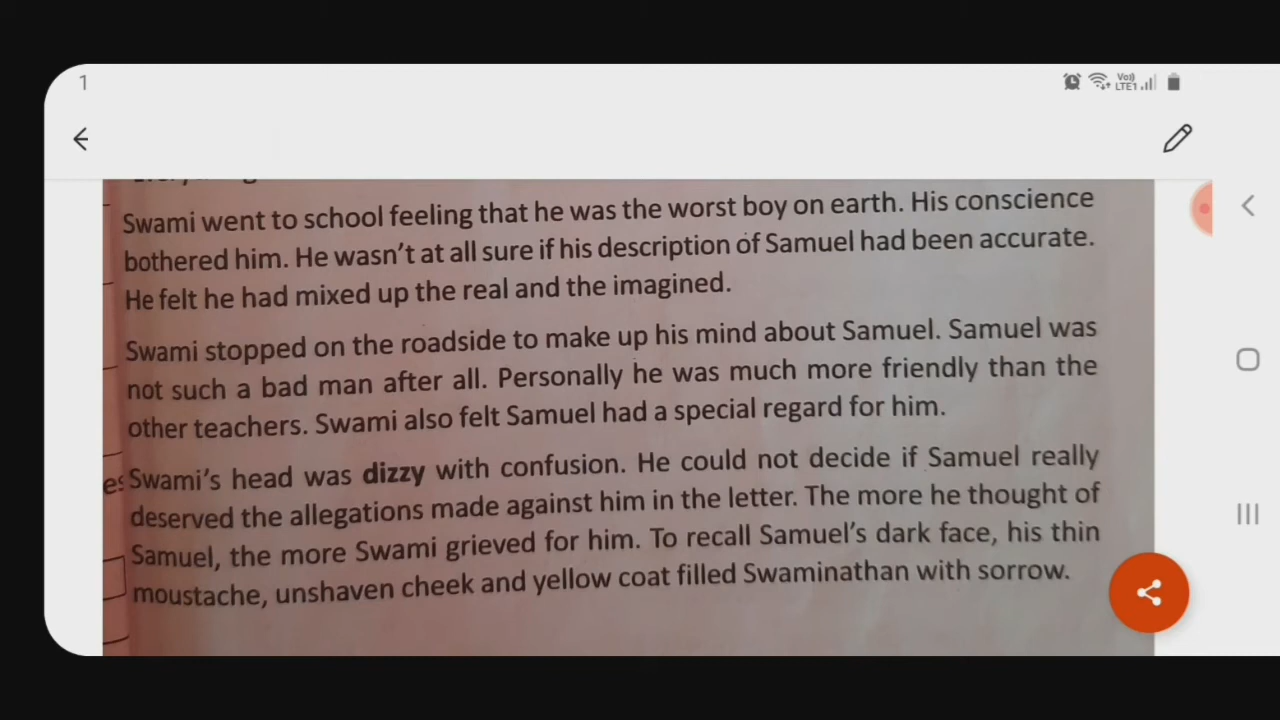 1
Vo))
LTE1
Swami went to school feeling that he was the worst boy on earth. His conscience
bothered him. He wasn't at all sure if his description of Samuel had been accurate.
He felt he had mixed up the real and the imagined.
Swami stopped on the roadside to make up his mind about Samuel. Samuel was
not such a bad man after all. Personally he was much more friendly than the
other teachers. Swami also felt Samuel had a special regard for him.
es Swami's head was dizzy with confusion. He could not decide if Samuel really
deserved the allegations made against him in the letter. The more he thought of
Samuel, the more Swami grieved for him. To recall Samuel's dark face, his thin
moustache, unshaven cheek and yellow coat filled Swaminathan with sorrow.